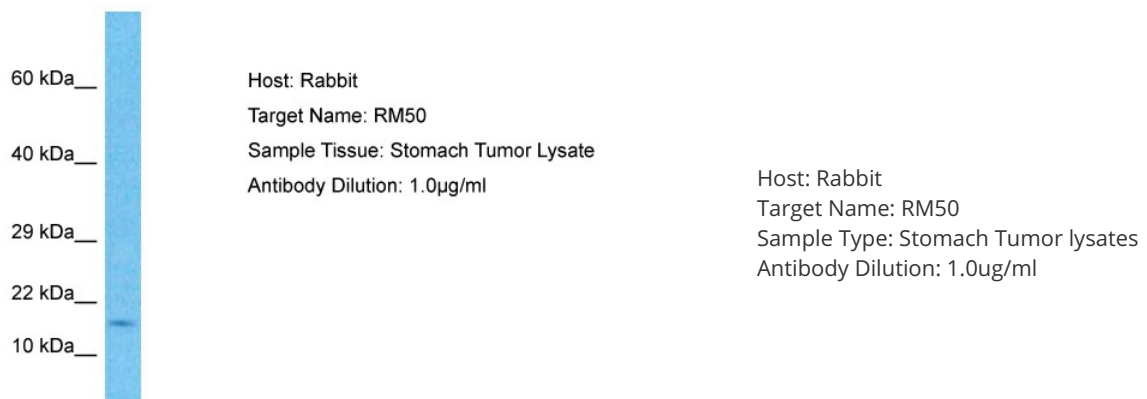 60 kDa__
40 kDa__
29 kDa__
22 kDa__
10 kDa__
Host: Rabbit
Target Name: RM50
Sample Tissue: Stomach Tumor Lysate
Antibody Dilution: 1.0µg/ml
Host: Rabbit
Target Name: RM50
Sample Type: Stomach Tumor lysates
Antibody Dilution: 1.0ug/ml